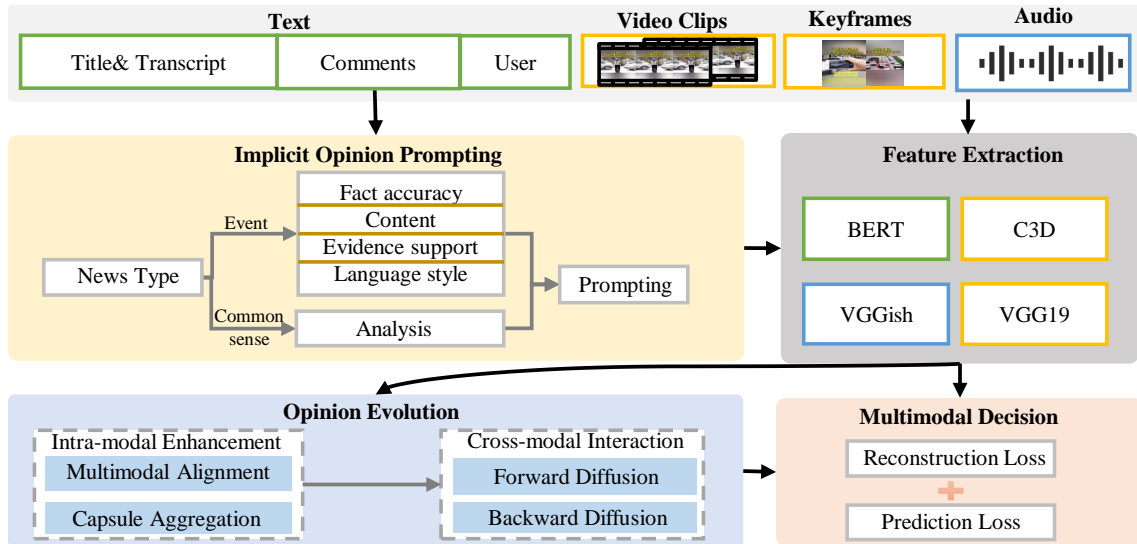 Text
Video Clips
Keyframes
Audio
Title& Transcript
Comments
User
Implicit Opinion Prompting
Feature Extraction
Fact accuracy
Event
Content
Evidence support
Language style
News Type
Prompting
Common
sense
Analysis
BERT
C3D
VGGish
VGG19
Opinion Evolution
Multimodal Decision
Intra-modal Enhancement
Cross-modal Interaction
Multimodal Alignment
Forward Diffusion
Reconstruction Loss
Capsule Aggregation
Backward Diffusion
Prediction Loss